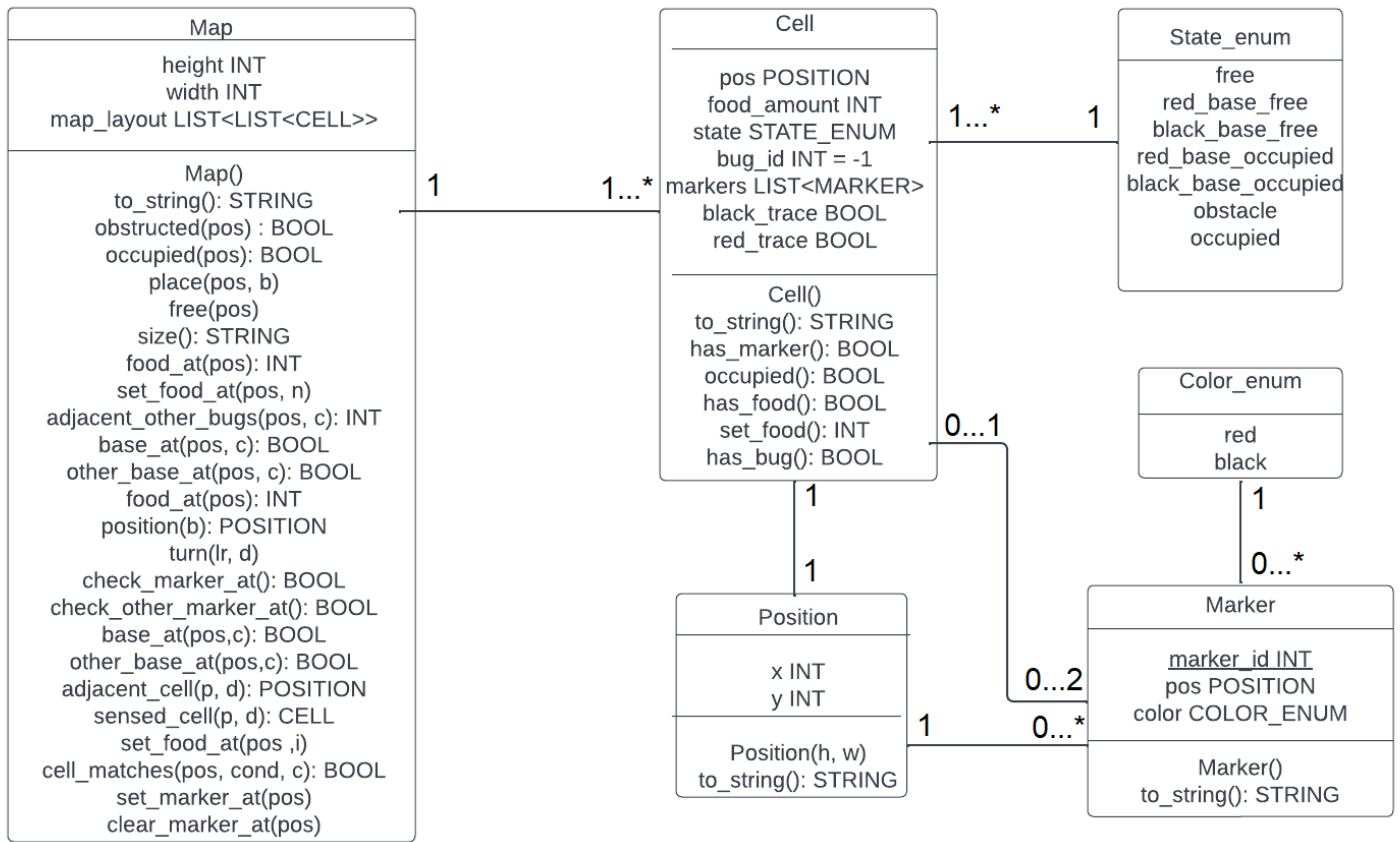 Map
height INT
width INT
map_layout LIST<LIST<CELL>>
Map()
to_string(): STRING
obstructed(pos) : BOOL
occupied(pos): BOOL
place(pos, b)
free(pos)
size(): STRING
food_at(pos): INT
set_food_at(pos, n)
adjacent_other_bugs(pos, c): INT
base_at(pos, c): BOOL
other_base_at(pos, c): BOOL
food_at(pos): INT
position(b): POSITION
turn(lr, d)
check_marker_at(): BOOL
check_other_marker_at(): BOOL
base_at(pos,c): BOOL
other_base_at(pos,c): BOOL
adjacent_cell(p, d): POSITION
sensed_cell(p, d): CELL
set_food_at(pos ,i)
cell_matches(pos, cond, c): BOOL
set_marker_at(pos)
clear_marker_at(pos)
1
1...*
Cell
pos POSITION
food_amount INT
state STATE_ENUM
bug_id INT = -1
markers LIST<MARKER>
black_trace BOOL
red_trace BOOL
Cell()
to_string(): STRING
has_marker(): BOOL
occupied(): BOOL
has_food(): BOOL
set_food(): INT
has_bug(): BOOL
1...*
1
State_enum
free
red_base_free
black_base_free
red_base_occupied
black_base_occupied
obstacle
occupied
0...1
0...2
Color_enum
red
black
1
0...*
1
1
Position
x INT
y INT
Position(h, w)
to_string(): STRING
1
0...*
Marker
marker_id INT
pos POSITION
color COLOR_ENUM
Marker()
to_string(): STRING